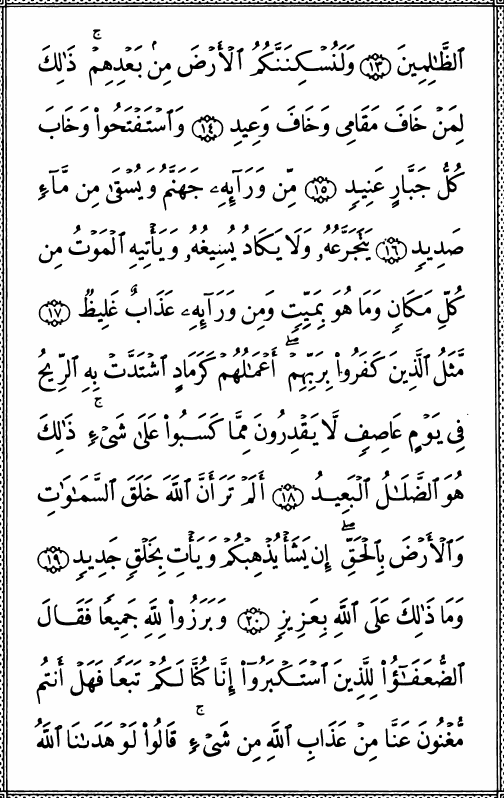 ٱلظَّٰلِمِينَ ﴿١٣﴾ وَلَنُسۡكِنَنَّكُمُ ٱلۡأَرۡضَ مِنۢ بَعۡدِهِمۡۚ ذَٰلِكَ
لِمَنۡ خَافَ مَقَامِي وَخَافَ وَعِيدِ ﴿١٤﴾ وَٱسۡتَفۡتَحُواْ وَخَابَ
كُلُّ جَبَّارٍ عَنِيدٖ ﴿١٥﴾ مِّن وَرَآئِهِۦ جَهَنَّمُ وَيُسۡقَىٰ مِن مَّآءٖ
صَدِيدٖ ﴿١٦﴾ يَتَجَرَّعُهُۥ وَلَا يَكَادُ يُسِيغُهُۥ وَيَأۡتِيهِ ٱلۡمَوۡتُ مِن
كُلِّ مَكَانٖ وَمَا هُوَ بِمَيِّتٖۖ وَمِن وَرَآئِهِۦ عَذَابٌ غَلِيظٞ ﴿١٧﴾
مَّثَلُ ٱلَّذِينَ كَفَرُواْ بِرَبِّهِمۡۖ أَعۡمَٰلُهُمۡ كَرَمَادٍ ٱشۡتَدَّتۡ بِهِ ٱلرِّيحُ
فِي يَوۡمٍ عَاصِفٖۖ لَّا يَقۡدِرُونَ مِمَّا كَسَبُواْ عَلَىٰ شَيۡءٖۚ ذَٰلِكَ
هُوَ ٱلضَّلَٰلُ ٱلۡبَعِيدُ ﴿١٨﴾ أَلَمۡ تَرَ أَنَّ ٱللَّهَ خَلَقَ ٱلسَّمَٰوَٰتِ
وَٱلۡأَرۡضَ بِٱلۡحَقِّۖ إِن يَشَأۡ يُذۡهِبۡكُمۡ وَيَأۡتِ بِخَلۡقٖ جَدِيدٖ ﴿١٩﴾
وَمَا ذَٰلِكَ عَلَى ٱللَّهِ بِعَزِيزٖ ﴿٢٠﴾ وَبَرَزُواْ لِلَّهِ جَمِيعٗا فَقَالَ
ٱلضُّعَفَٰٓؤُاْ لِلَّذِينَ ٱسۡتَكۡبَرُوٓاْ إِنَّا كُنَّا لَكُمۡ تَبَعٗا فَهَلۡ أَنتُم
مُّغۡنُونَ عَنَّا مِنۡ عَذَابِ ٱللَّهِ مِن شَيۡءٖۚ قَالُواْ لَوۡ هَدَىٰنَا ٱللَّهُ